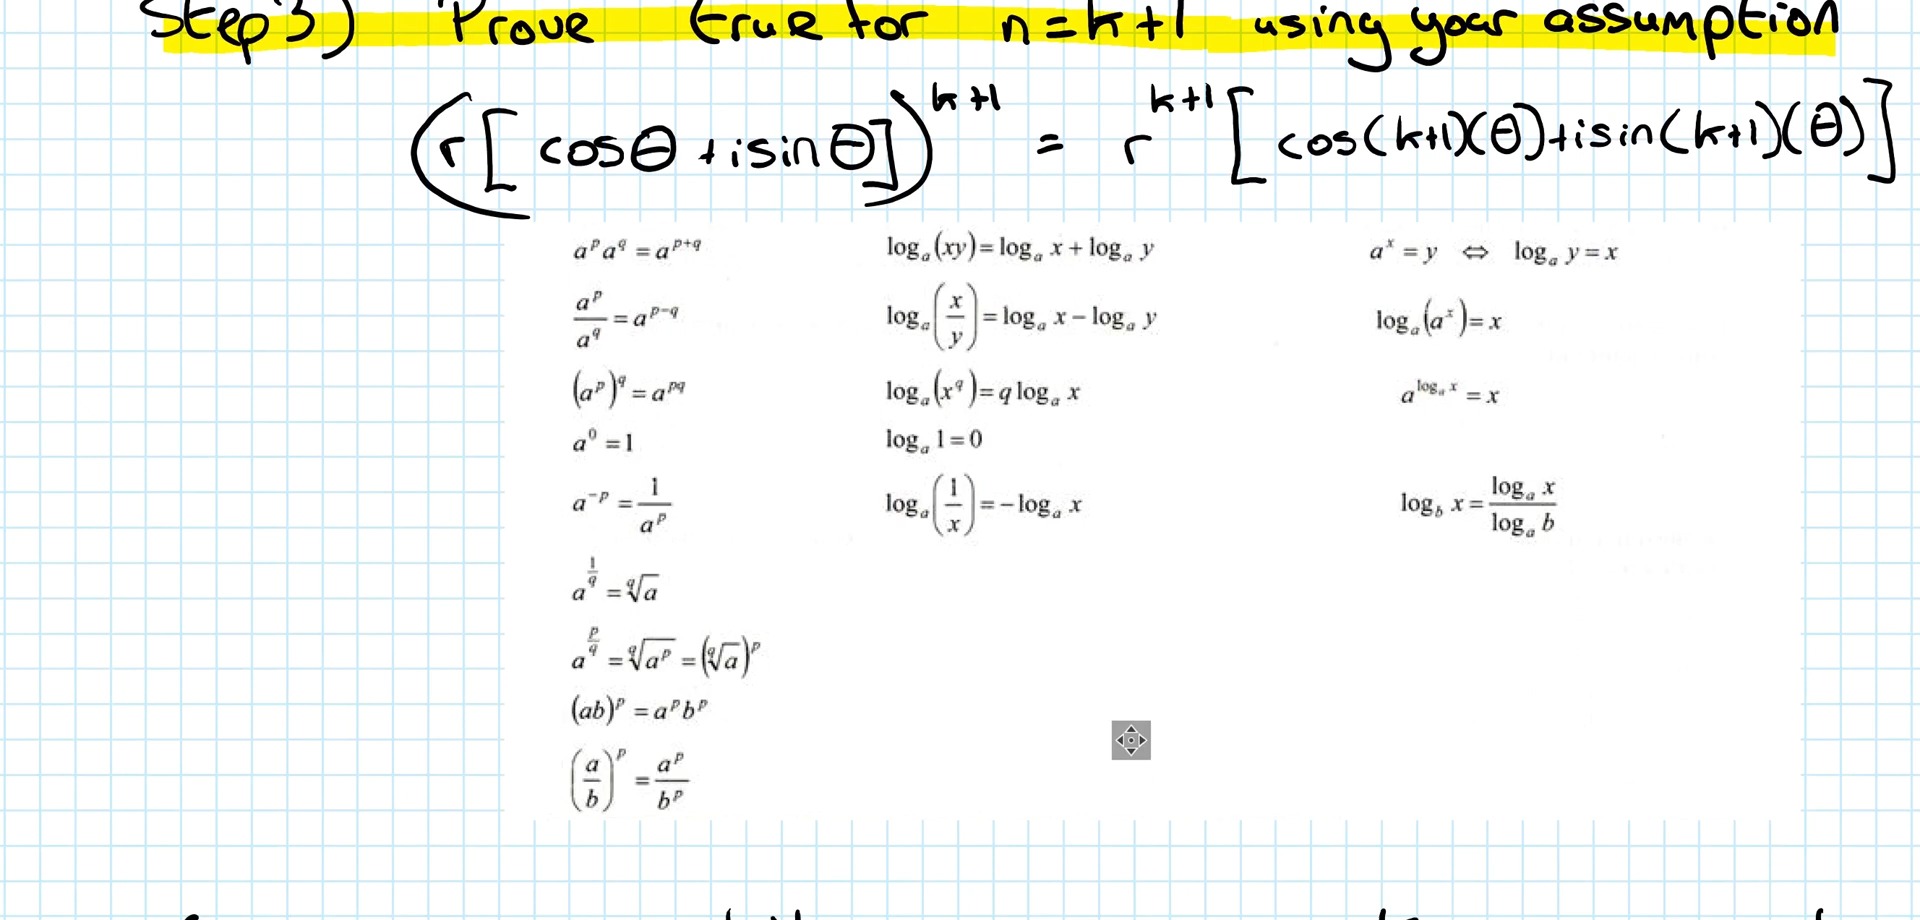 Step 3) Prove true for n=k+1 using your assumption
(r[cosθ+isinθ])^{k+1} = r^{k+1}[cos(k+1)(θ)+isin(k+1)(θ)]
a^p a^q = a^{p+q} log_a(xy)=log_a x + log_a y a^x = y ⇔ log_a y = x
a^p/a^q = a^{p-q} log_a(x/y)=log_a x − log_a y log_a(a^x)=x
(a^p)^q = a^{pq} log_a(x^q)=q log_a x a^{log_a x} = x
a^0 = 1 log_a 1=0
a^{-p} = 1/a^p log_a(1/x)=−log_a x log_b x = log_a x/log_a b
a^{1/q} = ᑫ√a
a^{p/q} = ᑫ√a^p = (ᑫ√a)^p
(ab)^p = a^p b^p
(a/b)^p = a^p/b^p